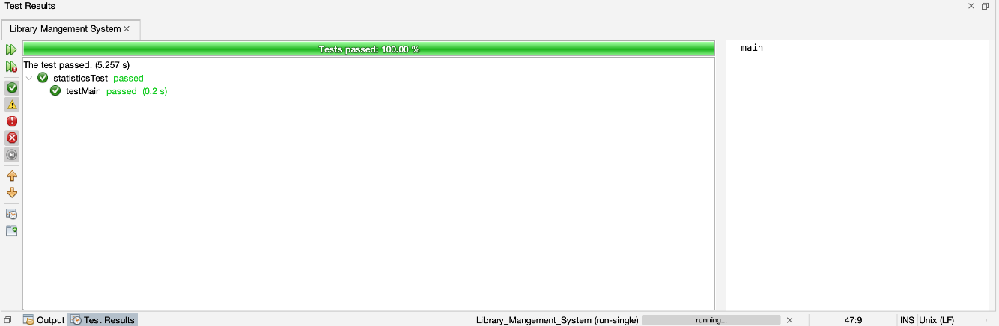 Test Results
Library Mangement System
Tests passed: 100.00 %
main
The test passed. (5.257 s)
statisticsTest passed
testMain passed (0.2 s)
Output Test Results Library_Mangement_System (run-single) running... 47:9 INS Unix (LF)